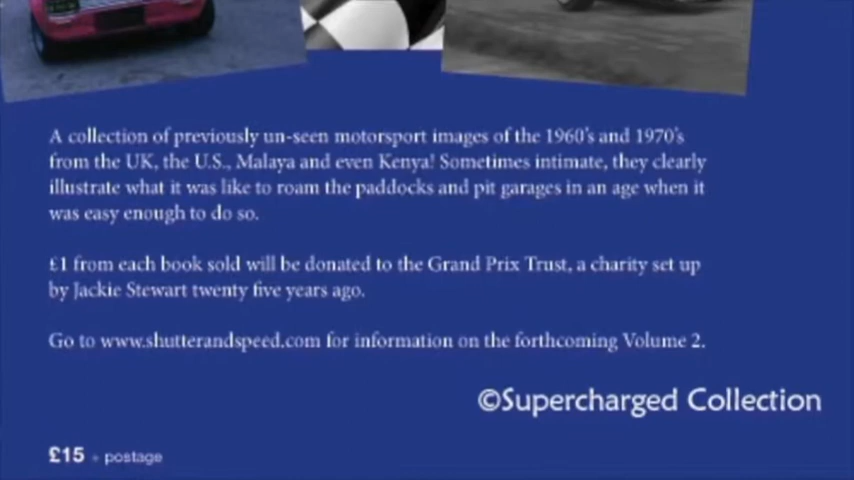 A collection of previously un-seen motorsport images of the 1960's and 1970's
from the UK, the U.S., Malaya and even Kenya! Sometimes intimate, they clearly
illustrate what it was like to roam the paddocks and pit garages in an age when it
was easy enough to do so.
£1 from each book sold will be donated to the Grand Prix Trust, a charity set up
by Jackie Stewart twenty five years ago.
Go to www.shutterandspeed.com for information on the forthcoming Volume 2.
©Supercharged Collection
£15 + postage